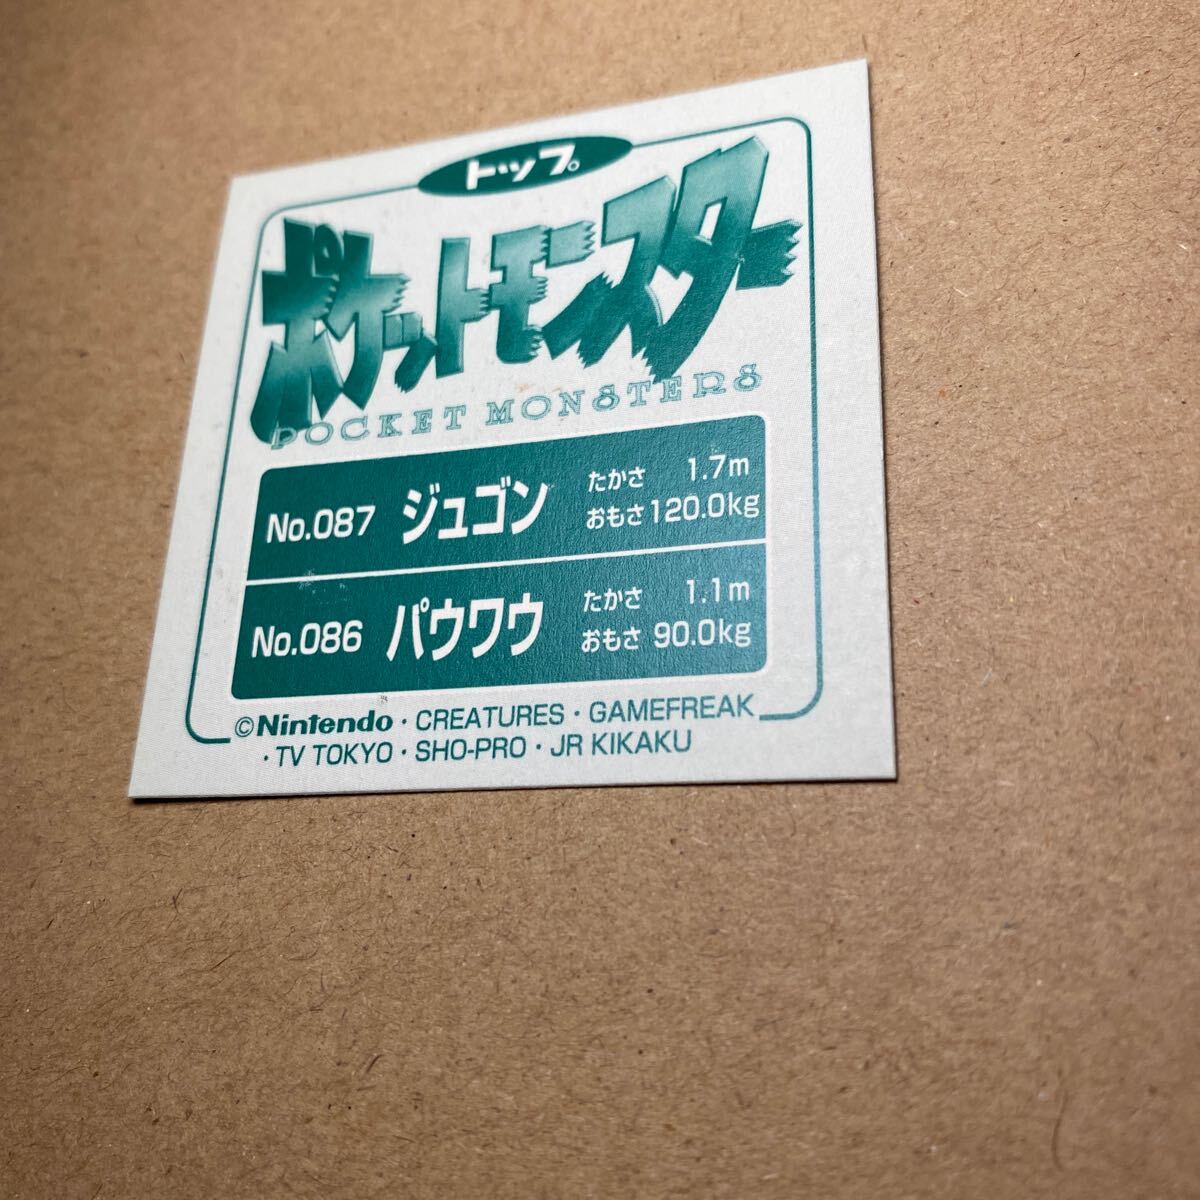 トップ
ポケットモンスター
POCKET MONSTERS
No.087 ジュゴン たかさ 1.7m
おもさ 120.0kg
No.086 パウワウ たかさ 1.1m
おもさ 90.0kg
©Nintendo・CREATURES・GAMEFREAK
・TV TOKYO・SHO-PRO・JR KIKAKU